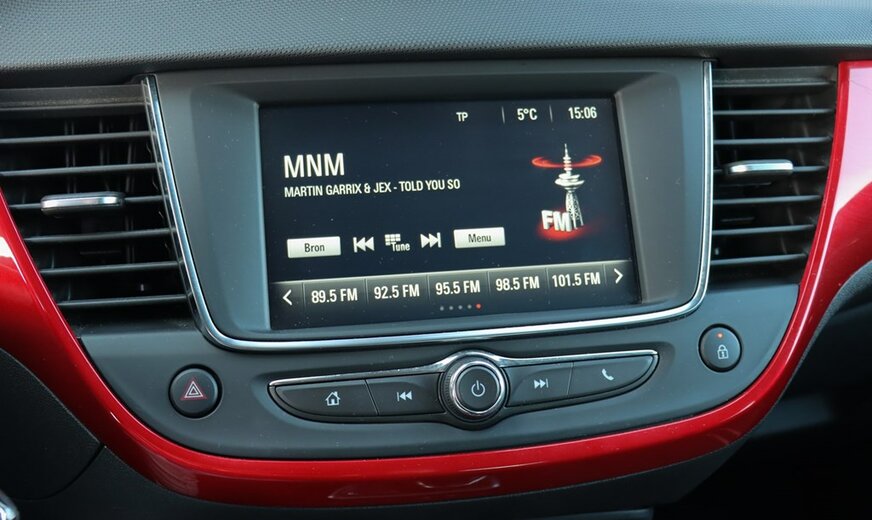 TP 5°C 15:06
MNM
MARTIN GARRIX & JEX - TOLD YOU SO
FM
Bron Tune Menu
89.5 FM 92.5 FM 95.5 FM 98.5 FM 101.5 FM